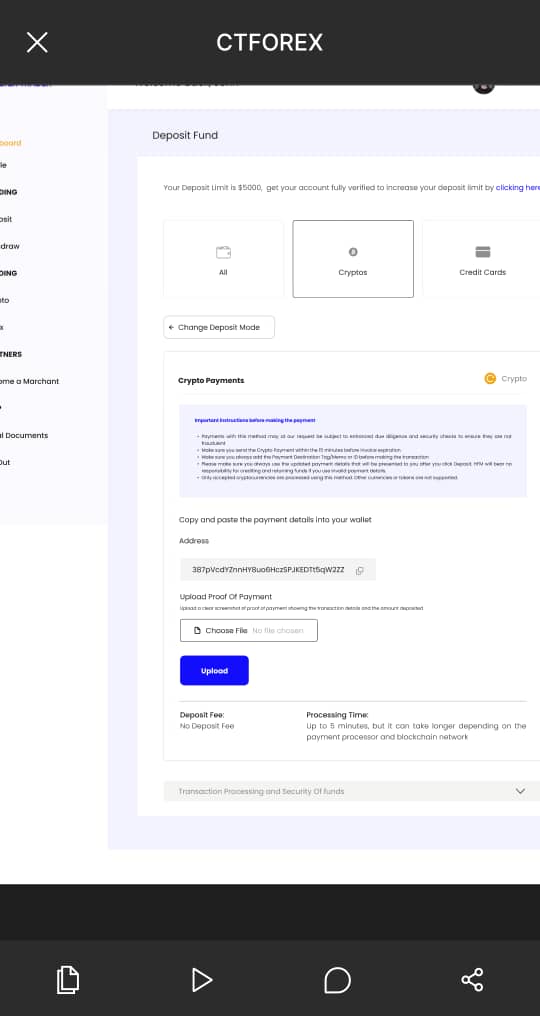 CTFOREX
Deposit Fund
Your Deposit Limit is $5000, get your account fully verified to increase your deposit limit by clicking here
board
le
DING
osit
draw
DING
to
x
TNERS
ome a Marchant
l Documents
Out
All
Cryptos
Credit Cards
← Change Deposit Mode
Crypto Payments
Crypto
Important instructions before making the payment
• Payments with this method may at our request be subject to enhanced due diligence and security checks to ensure they are not
fraudulent
• Make sure you send the Crypto Payment within the 15 minutes before invoice expiration
• Make sure you always add the Payment Destination Tag/Memo or ID before making the transaction
• Please make sure you always use the updated payment details that will be presented to you after you click Deposit. HFM will bear no
responsibility for crediting and returning funds if you use invalid payment details.
• Only accepted cryptocurrencies are processed using this method. Other currencies or tokens are not supported.
Copy and paste the payment details into your wallet
Address
387pVcdYZnnHY8uo6HczSPJKEDTt5qW2ZZ
Upload Proof Of Payment
Upload a clear screenshot of proof of payment showing the transaction details and the amount deposited
Choose File No file chosen
Upload
Deposit Fee:
No Deposit Fee
Processing Time:
Up to 5 minutes, but it can take longer depending on the
payment processor and blockchain network
Transaction Processing and Security Of funds